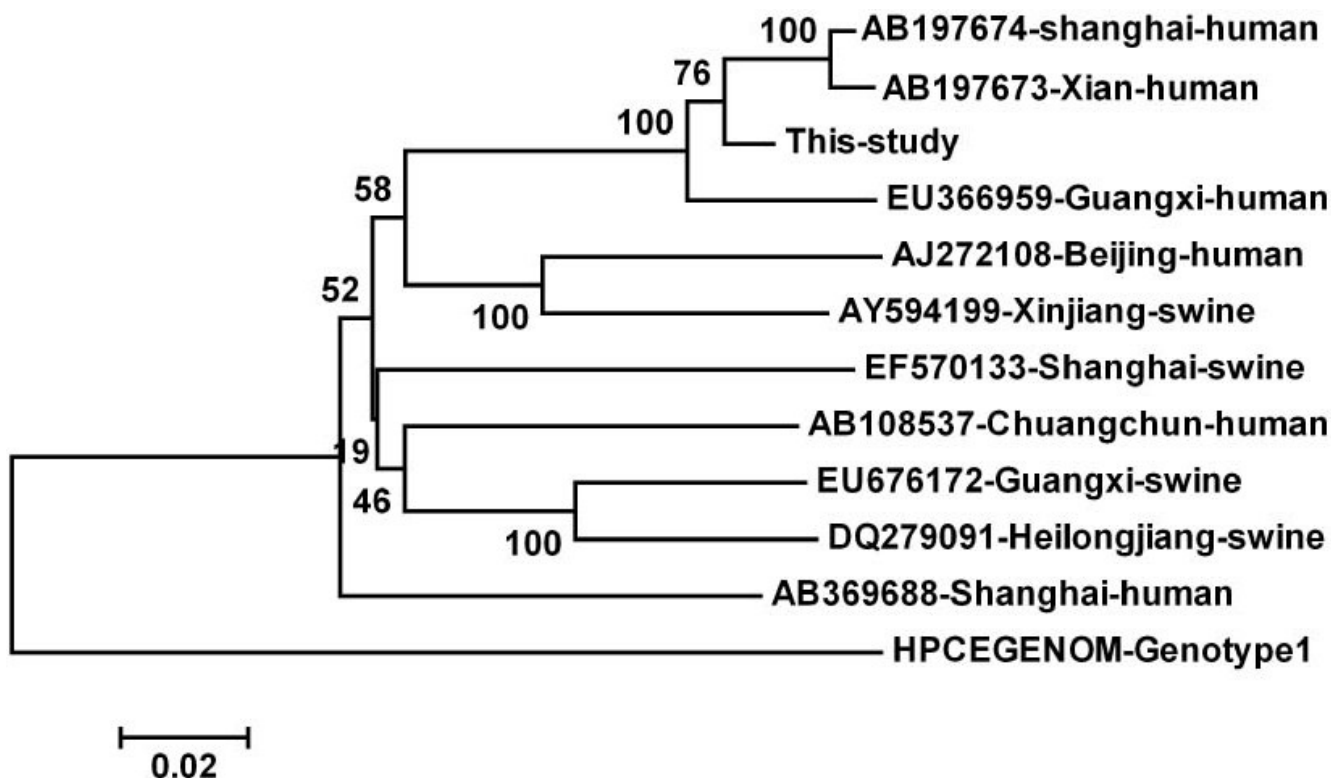 100 AB197674-shanghai-human
76
AB197673-Xian-human
100
This-study
58
EU366959-Guangxi-human
AJ272108-Beijing-human
52
100
AY594199-Xinjiang-swine
EF570133-Shanghai-swine
AB108537-Chuangchun-human
19
46
EU676172-Guangxi-swine
100
DQ279091-Heilongjiang-swine
AB369688-Shanghai-human
HPCEGENOM-Genotype1
0.02